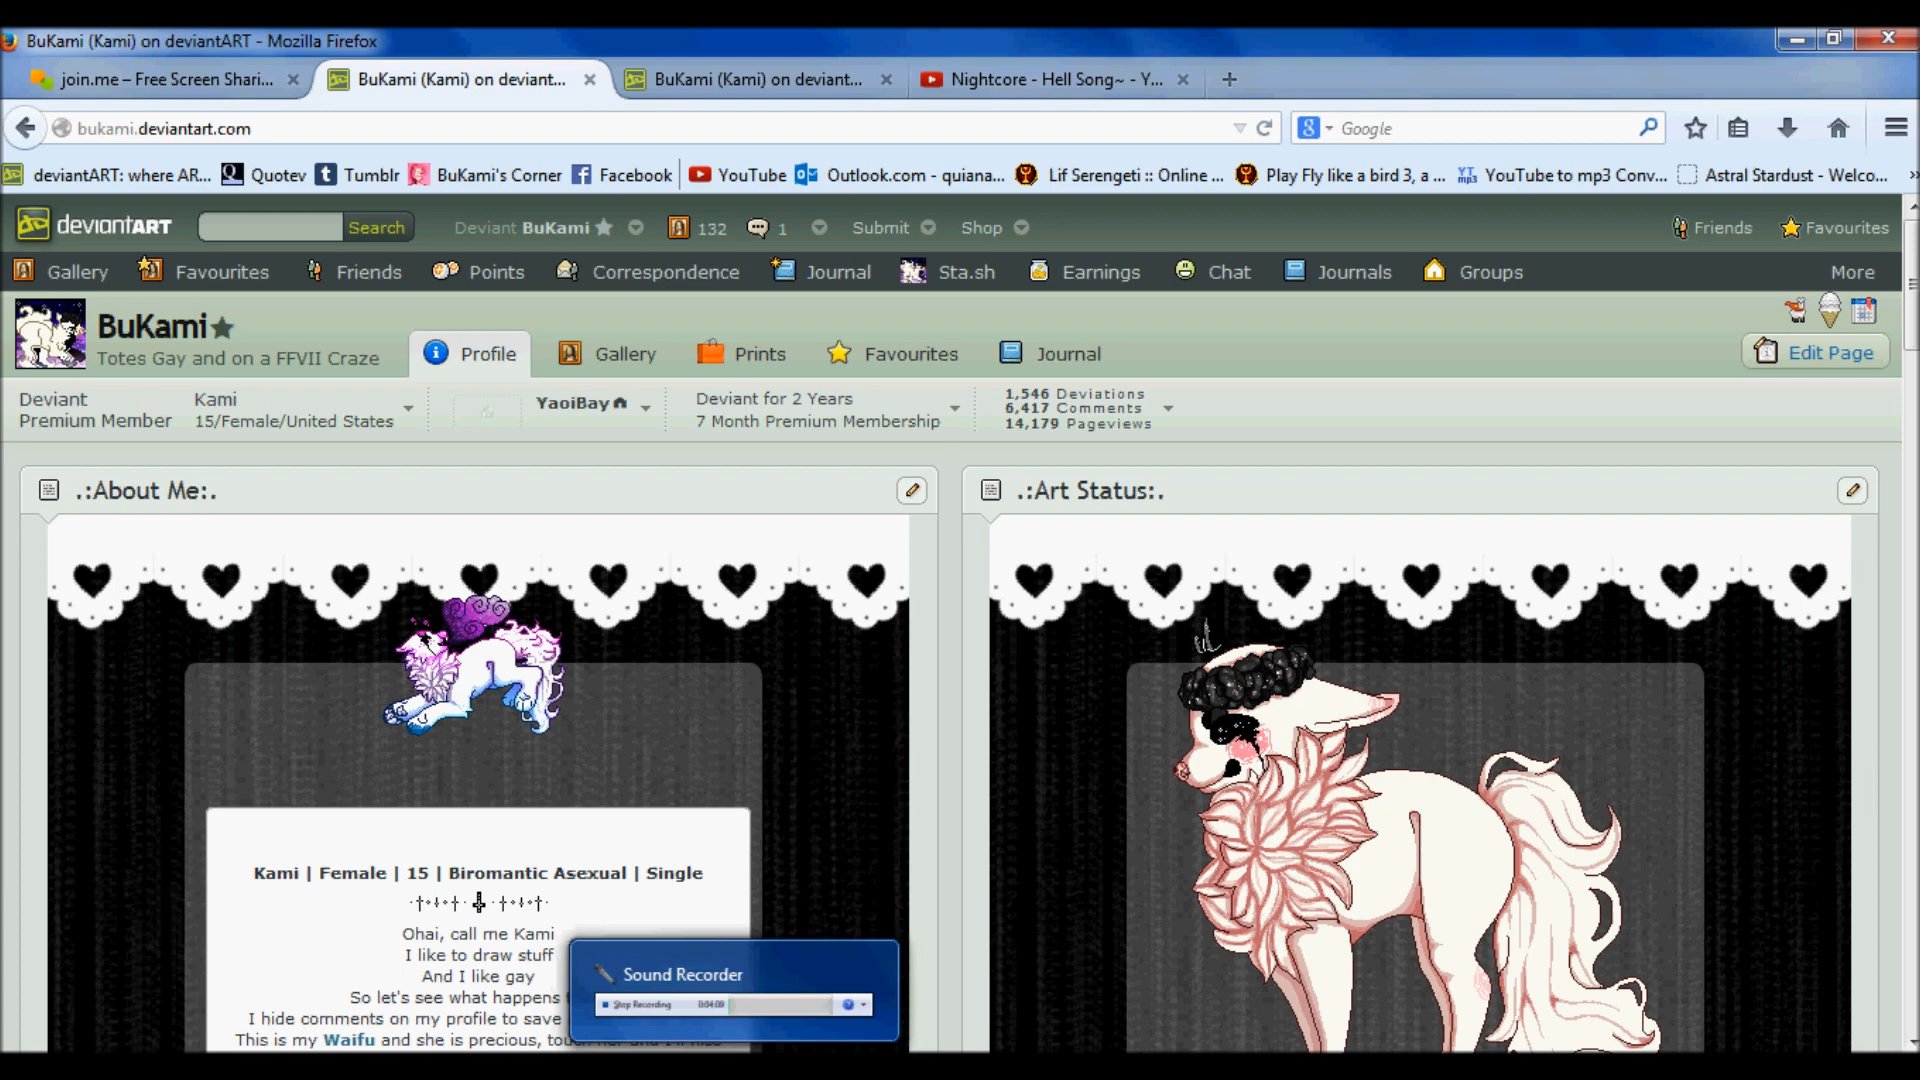 BuKami (Kami) on deviantART - Mozilla Firefox
join.me – Free Screen Shari...
BuKami (Kami) on deviant...
BuKami (Kami) on deviant...
Nightcore - Hell Song~ - Y...
bukami.deviantart.com
Google
deviantART: where AR...
Quotev
Tumblr
BuKami's Corner
Facebook
YouTube
Outlook.com - quiana...
Lif Serengeti :: Online ...
Play Fly like a bird 3, a ...
YouTube to mp3 Conv...
Astral Stardust - Welco...
deviantART
Search
Deviant BuKami
132
1
Submit
Shop
Friends
Favourites
Gallery
Favourites
Friends
Points
Correspondence
Journal
Sta.sh
Earnings
Chat
Journals
Groups
More
BuKami
Totes Gay and on a FFVII Craze
Profile
Gallery
Prints
Favourites
Journal
Edit Page
Deviant
Premium Member
Kami
15/Female/United States
YaoiBay
Deviant for 2 Years
7 Month Premium Membership
1,546 Deviations
6,417 Comments
14,179 Pageviews
.:About Me:.
.:Art Status:.
Kami | Female | 15 | Biromantic Asexual | Single
Ohai, call me Kami
I like to draw stuff
And I like gay
So let's see what happens
I hide comments on my profile to save
This is my Waifu and she is precious,
Sound Recorder
Stop Recording
0:04:09